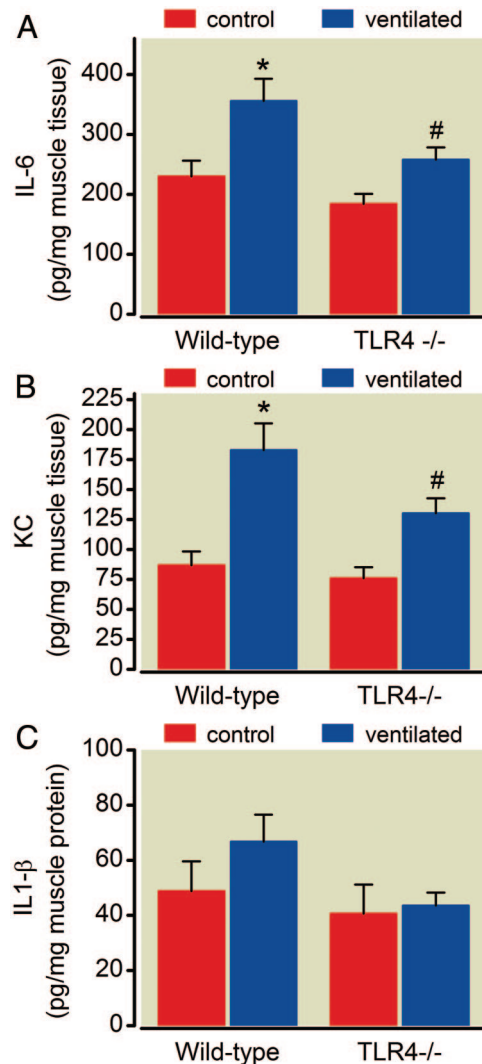 A
control ventilated
IL-6
(pg/mg muscle tissue)
400
300
200
100
0
*
#
Wild-type TLR4 -/-
B
control ventilated
KC
(pg/mg muscle tissue)
225
200
175
150
125
100
75
50
25
0
*
#
Wild-type TLR4-/-
C
control ventilated
IL1-β
(pg/mg muscle protein)
100
80
60
40
20
0
Wild-type TLR4-/-